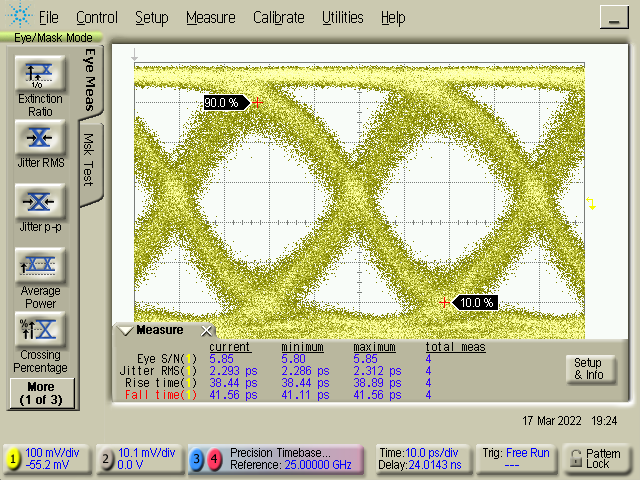 File Control Setup Measure Calibrate Utilities Help
Eye/Mask Mode
Eye Meas
Msk Test
1/0
Extinction
Ratio
Jitter RMS
Jitter p-p
Average
Power
%
Crossing
Percentage
More
(1 of 3)
90.0 %
10.0 %
Measure
current minimum maximum total meas
Eye S/N(1) 5.85 5.80 5.85 4
Jitter RMS(1) 2.293 ps 2.286 ps 2.312 ps 4
Rise time(1) 38.44 ps 38.44 ps 38.89 ps 4
Fall time(1) 41.56 ps 41.11 ps 41.56 ps 4
Setup
& Info
17 Mar 2022 19:24
1 100 mV/div
-55.2 mV
2 10.1 mV/div
0.0 V
3 4 Precision Timebase...
Reference: 25.00000 GHz
Time:10.0 ps/div
Delay:24.0143 ns
Trig: Free Run
---
Pattern
Lock